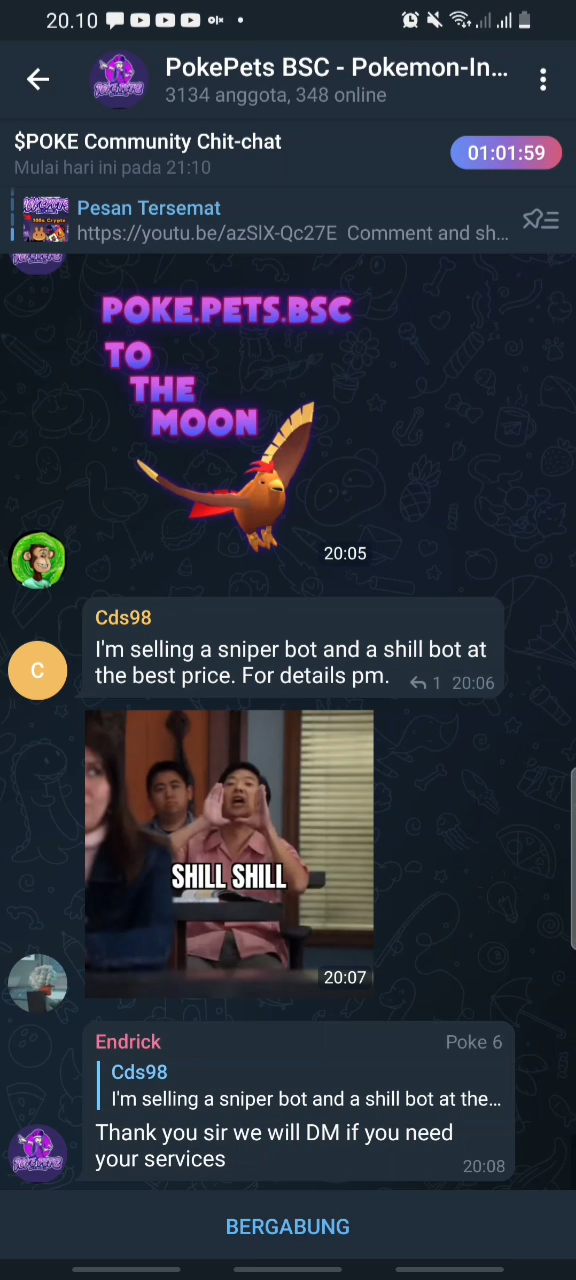 20.10
PokePets BSC - Pokemon-In...
3134 anggota, 348 online
$POKE Community Chit-chat
01:01:59
Mulai hari ini pada 21:10
Pesan Tersemat
https://youtu.be/azSlX-Qc27E Comment and sh...
POKE.PETS.BSC
TO
THE
MOON
20:05
Cds98
C
I'm selling a sniper bot and a shill bot at
the best price. For details pm.
1 20:06
SHILL SHILL
20:07
Endrick
Poke 6
Cds98
I'm selling a sniper bot and a shill bot at the...
Thank you sir we will DM if you need
your services
20:08
BERGABUNG